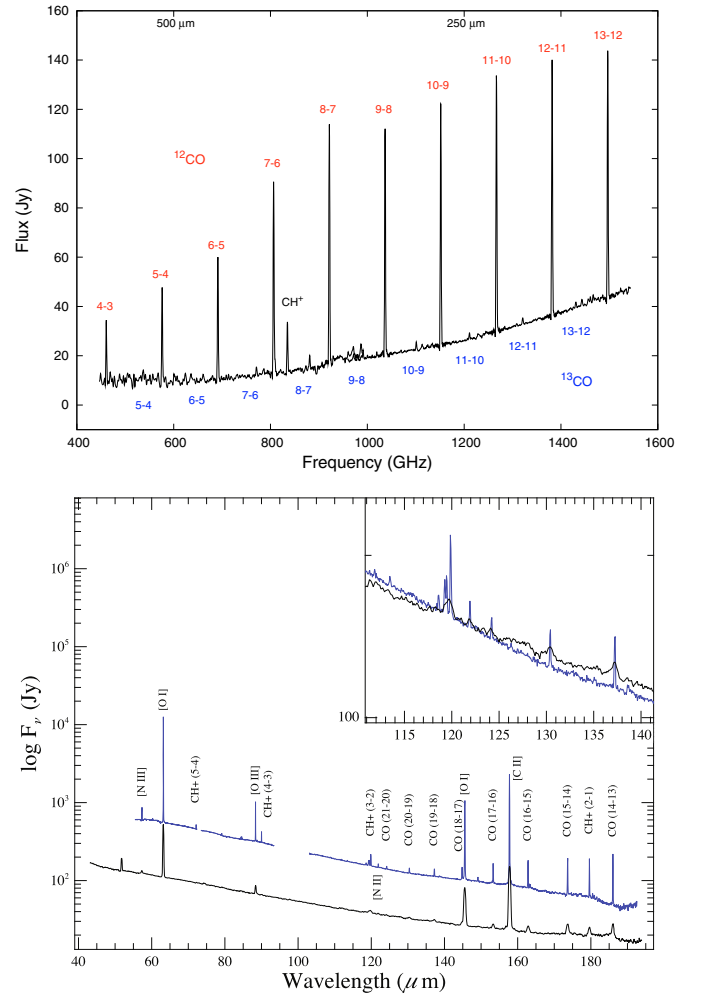 160
140
120
100
80
60
40
20
0
Flux (Jy)
500 μm
250 μm
¹²CO
4-3
5-4
6-5
7-6
CH⁺
8-7
9-8
10-9
11-10
12-11
13-12
5-4
6-5
7-6
8-7
9-8
10-9
11-10
12-11
13-12
¹³CO
400 600 800 1000 1200 1400 1600
Frequency (GHz)
log Fν (Jy)
10⁶
10⁵
10⁴
10³
10²
[N III]
[O I]
CH+ (5-4)
[O III]
CH+ (4-3)
CH+ (3-2)
[N II]
CO (21-20)
CO (20-19)
CO (19-18)
CO (18-17)
[O I]
CO (17-16)
[C II]
CO (16-15)
CO (15-14)
CH+ (2-1)
CO (14-13)
100
115 120 125 130 135 140
40 60 80 100 120 140 160 180 200
Wavelength (μ m)